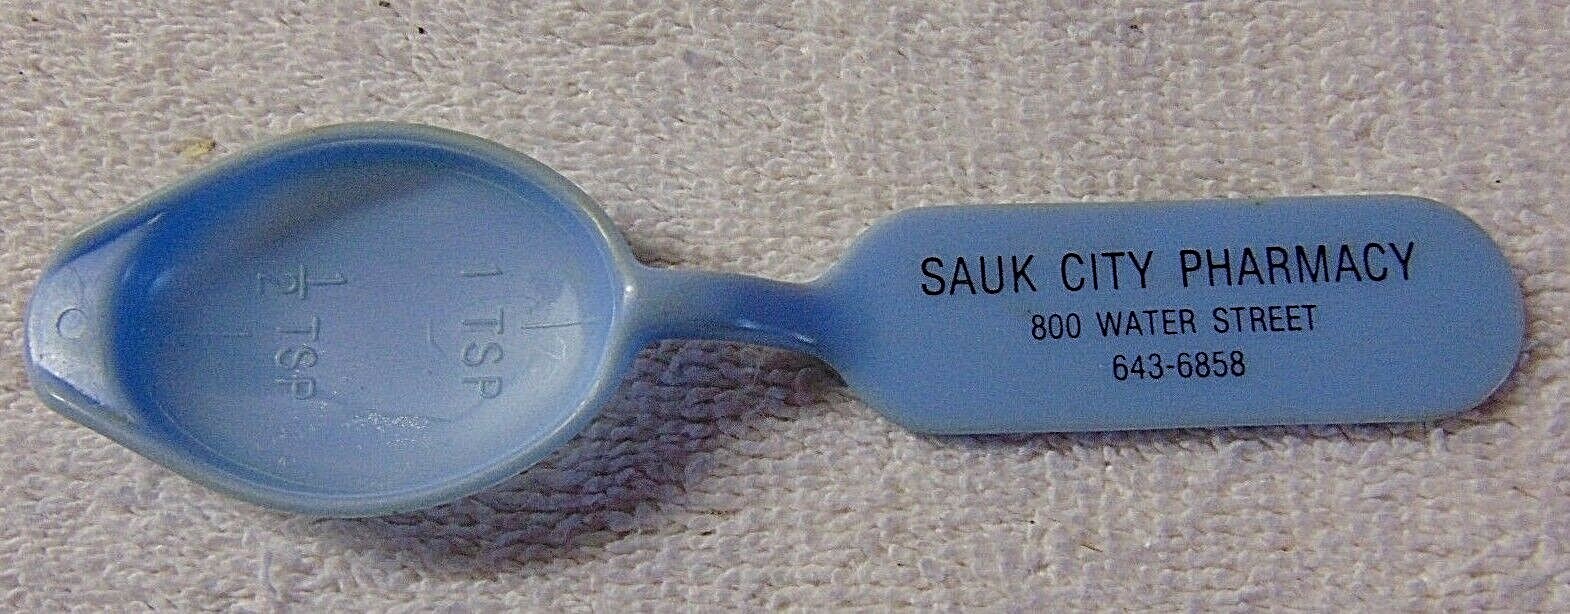 1/2 TSP
1 TSP
SAUK CITY PHARMACY
800 WATER STREET
643-6858